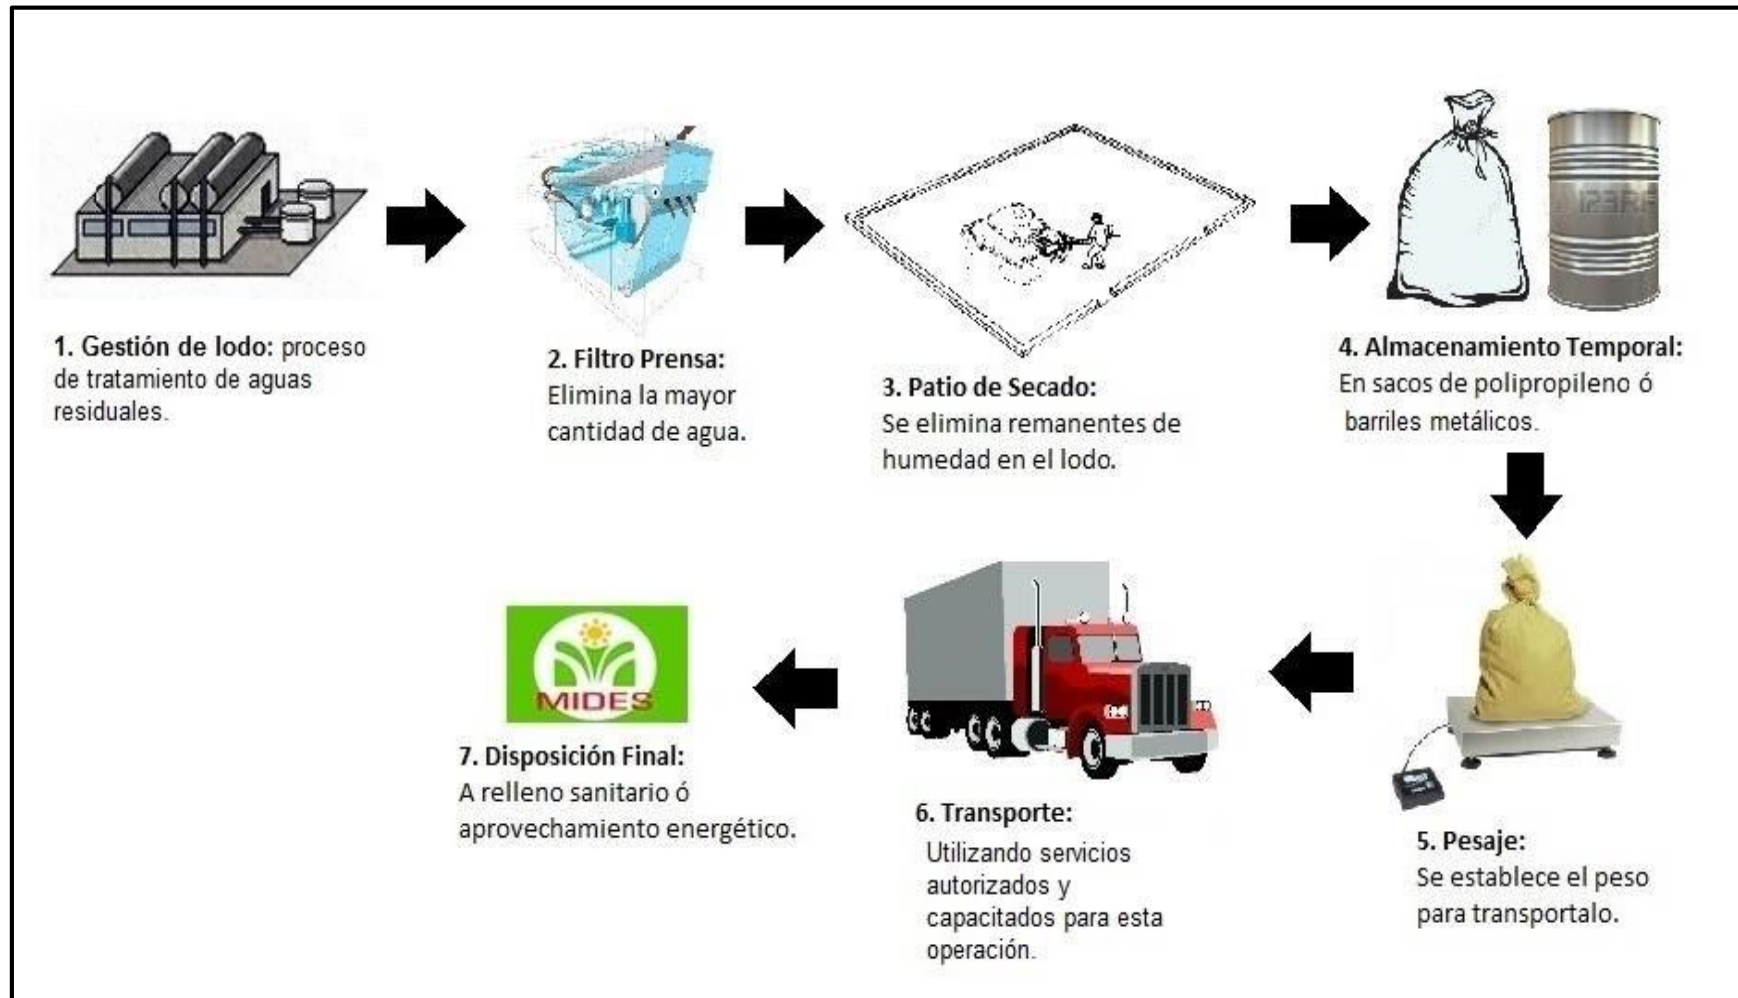 1. Gestión de lodo: proceso
de tratamiento de aguas
residuales.
2. Filtro Prensa:
Elimina la mayor
cantidad de agua.
3. Patio de Secado:
Se elimina remanentes de
humedad en el lodo.
123RF
4. Almacenamiento Temporal:
En sacos de polipropileno ó
barriles metálicos.
5. Pesaje:
Se establece el peso
para transportalo.
6. Transporte:
Utilizando servicios
autorizados y
capacitados para esta
operación.
MIDES
7. Disposición Final:
A relleno sanitario ó
aprovechamiento energético.